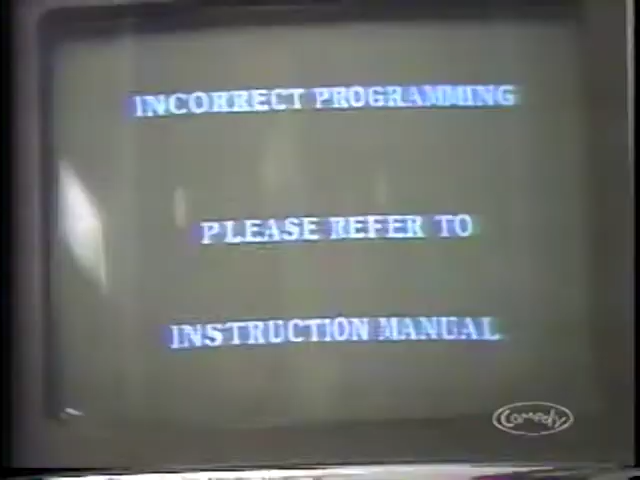 INCORRECT PROGRAMMING
PLEASE REFER TO
INSTRUCTION MANUAL
Comedy